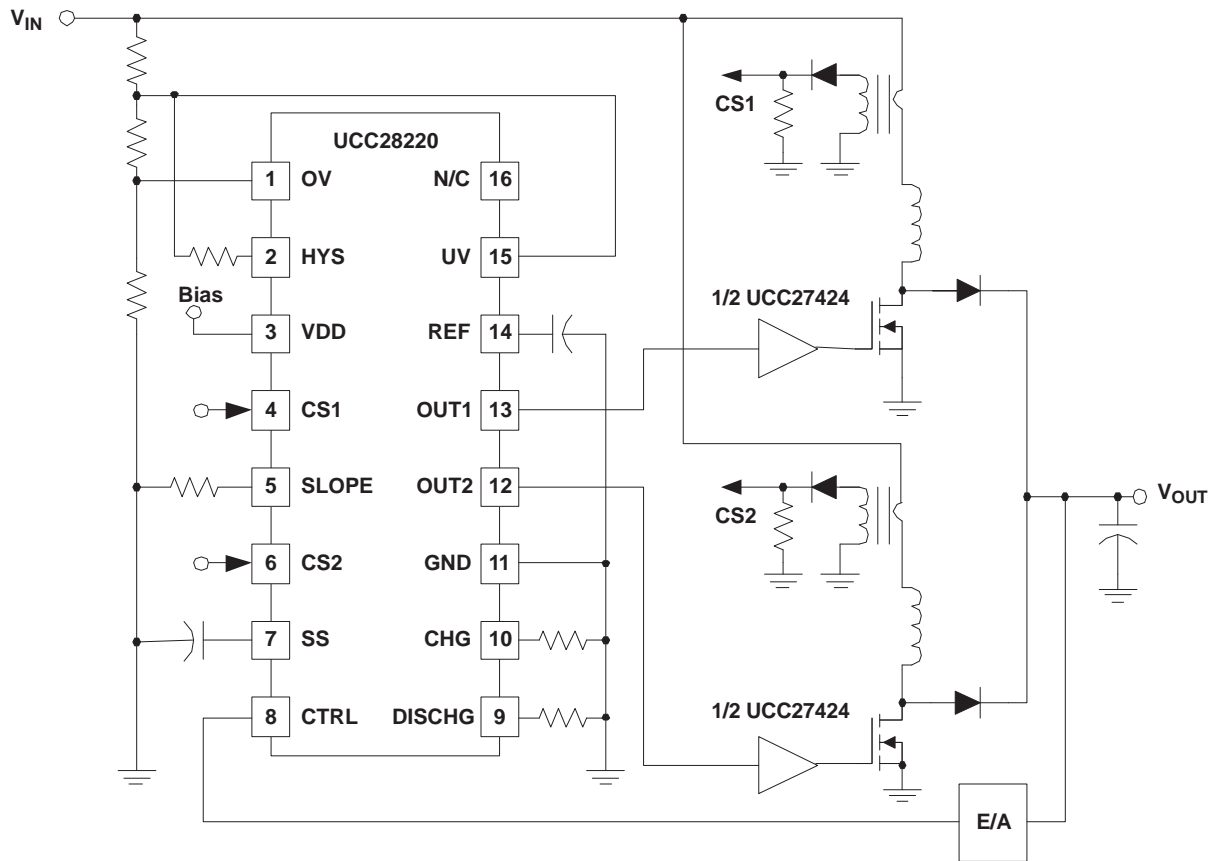 VIN
CS1
UCC28220
1 OV N/C 16
2 HYS UV 15
Bias
1/2 UCC27424
3 VDD REF 14
4 CS1 OUT1 13
5 SLOPE OUT2 12
CS2
VOUT
6 CS2 GND 11
7 SS CHG 10
8 CTRL DISCHG 9
1/2 UCC27424
E/A